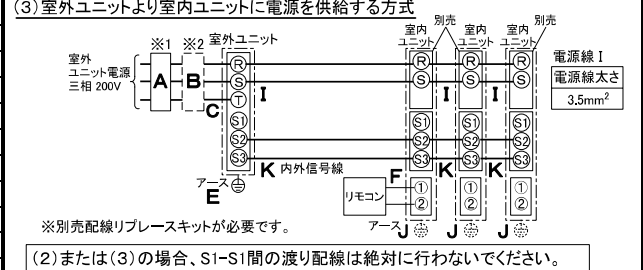 (3)室外ユニットより室内ユニットに電源を供給する方式
※1 ※2 室外ユニット
室内ユニット 別売 室内ユニット 室内ユニット 別売
室外
ユニット電源
三相 200V
A B C
R S T S1 S2 S3
I I I
R S S1 S2 S3 ① ②
R S S1 S2 S3 ① ②
R S S1 S2 S3 ① ②
電源線 I
電源線太さ
3.5mm²
K 内外信号線 K K
アース E
F
リモコン
アース J J J
※別売配線リプレースキットが必要です。
(2)または(3)の場合、S1-S1間の渡り配線は絶対に行わないでください。